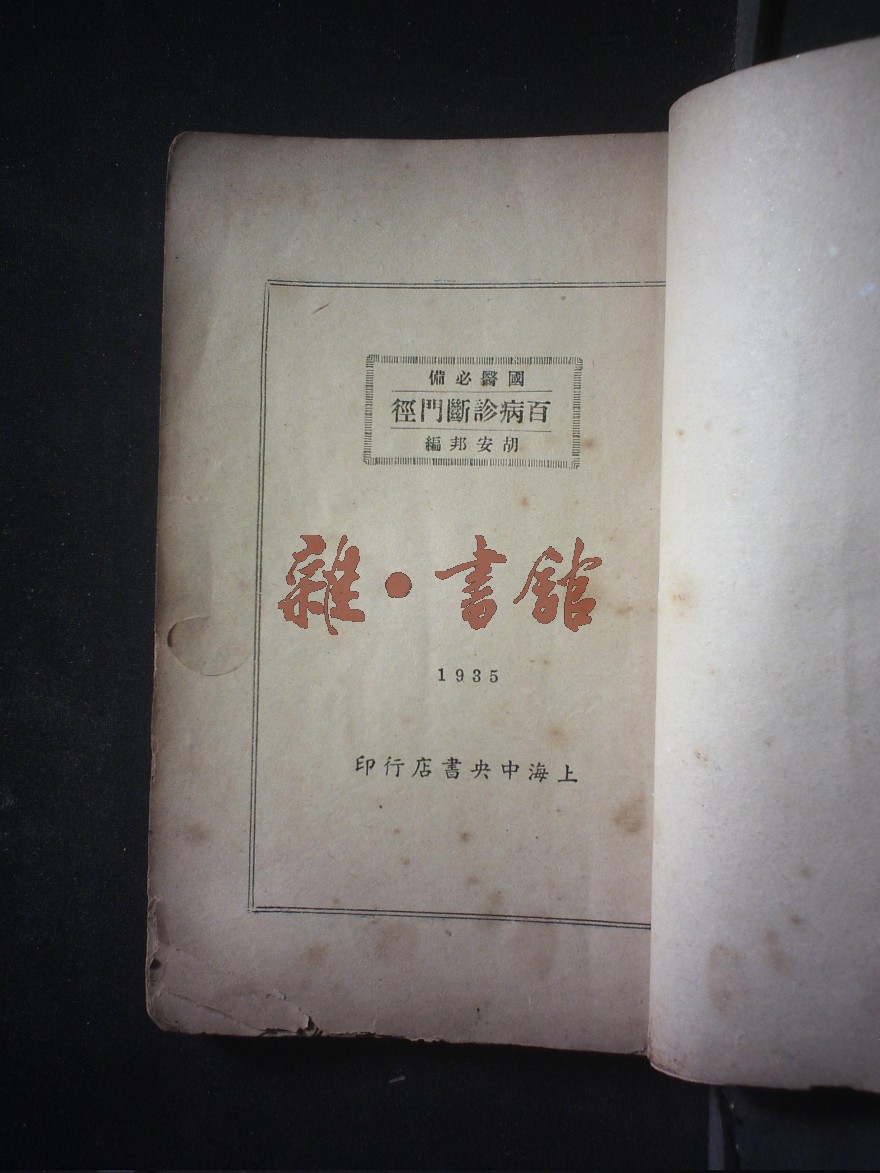 國醫必備
百病診斷門徑
胡安邦編
雜•書館
1935
上海中央書店行印